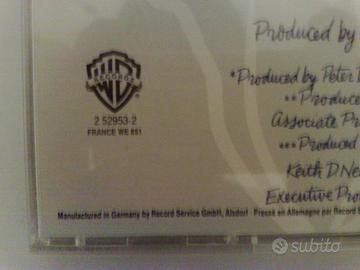 Produced by
*Produced by Peter
**Produce
Associate Pro
***Produced
Keith D. Ne
Executive Pro
WB
RECORDS
2 52953-2
FRANCE WE 851
Manufactured in Germany by Record Service GmbH, Alsdorf · Pressé en Allemagne par Record S
subito